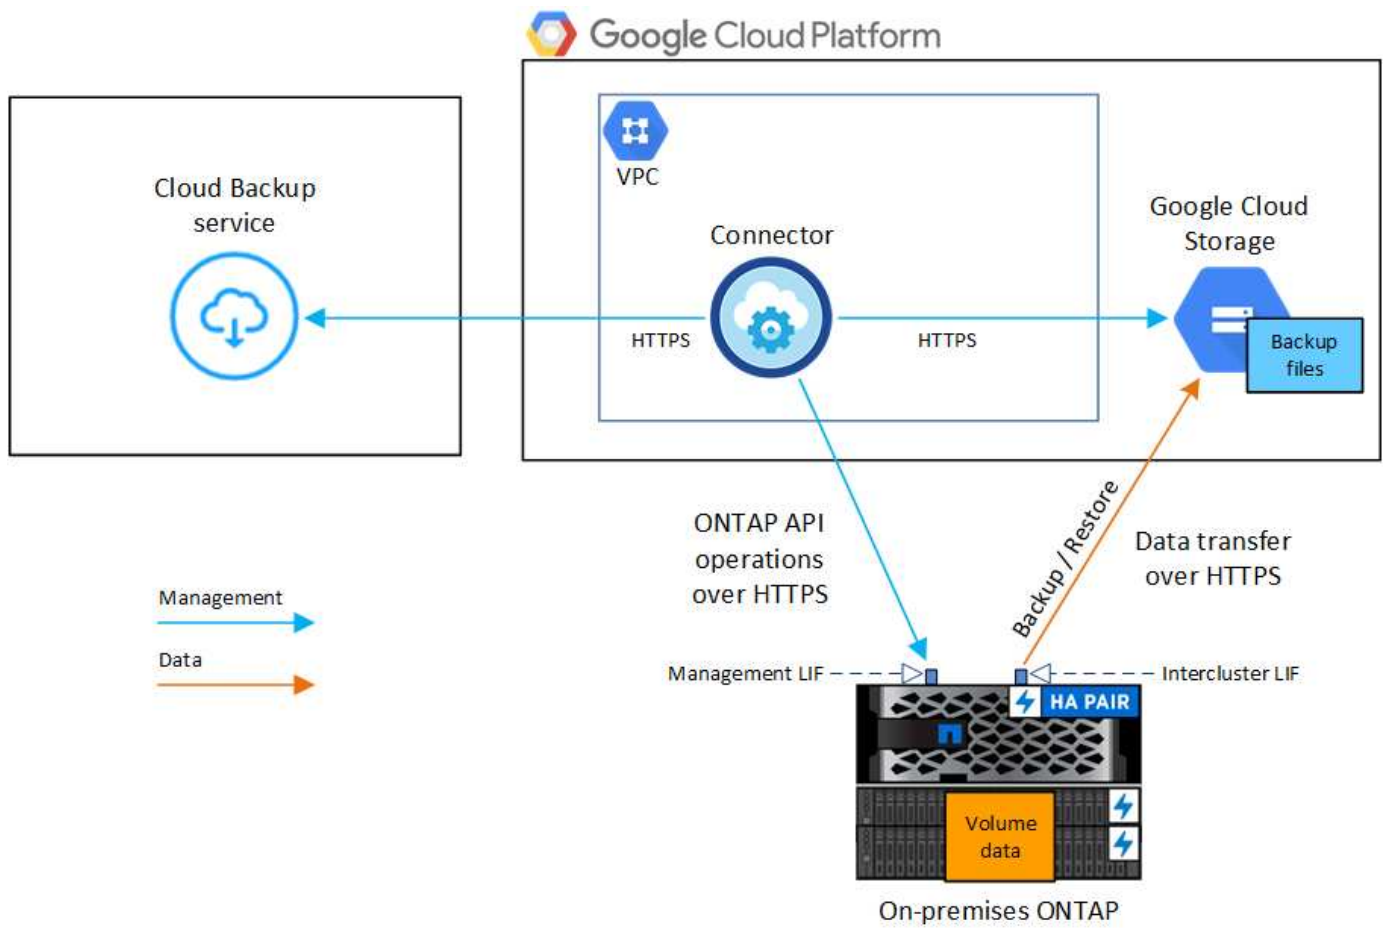 Google Cloud Platform
VPC
Cloud Backup
service
Connector
Google Cloud
Storage
HTTPS
HTTPS
Backup
files
ONTAP API
operations
over HTTPS
Backup / Restore
Data transfer
over HTTPS
Management
Data
Management LIF
Intercluster LIF
HA PAIR
Volume
data
On-premises ONTAP